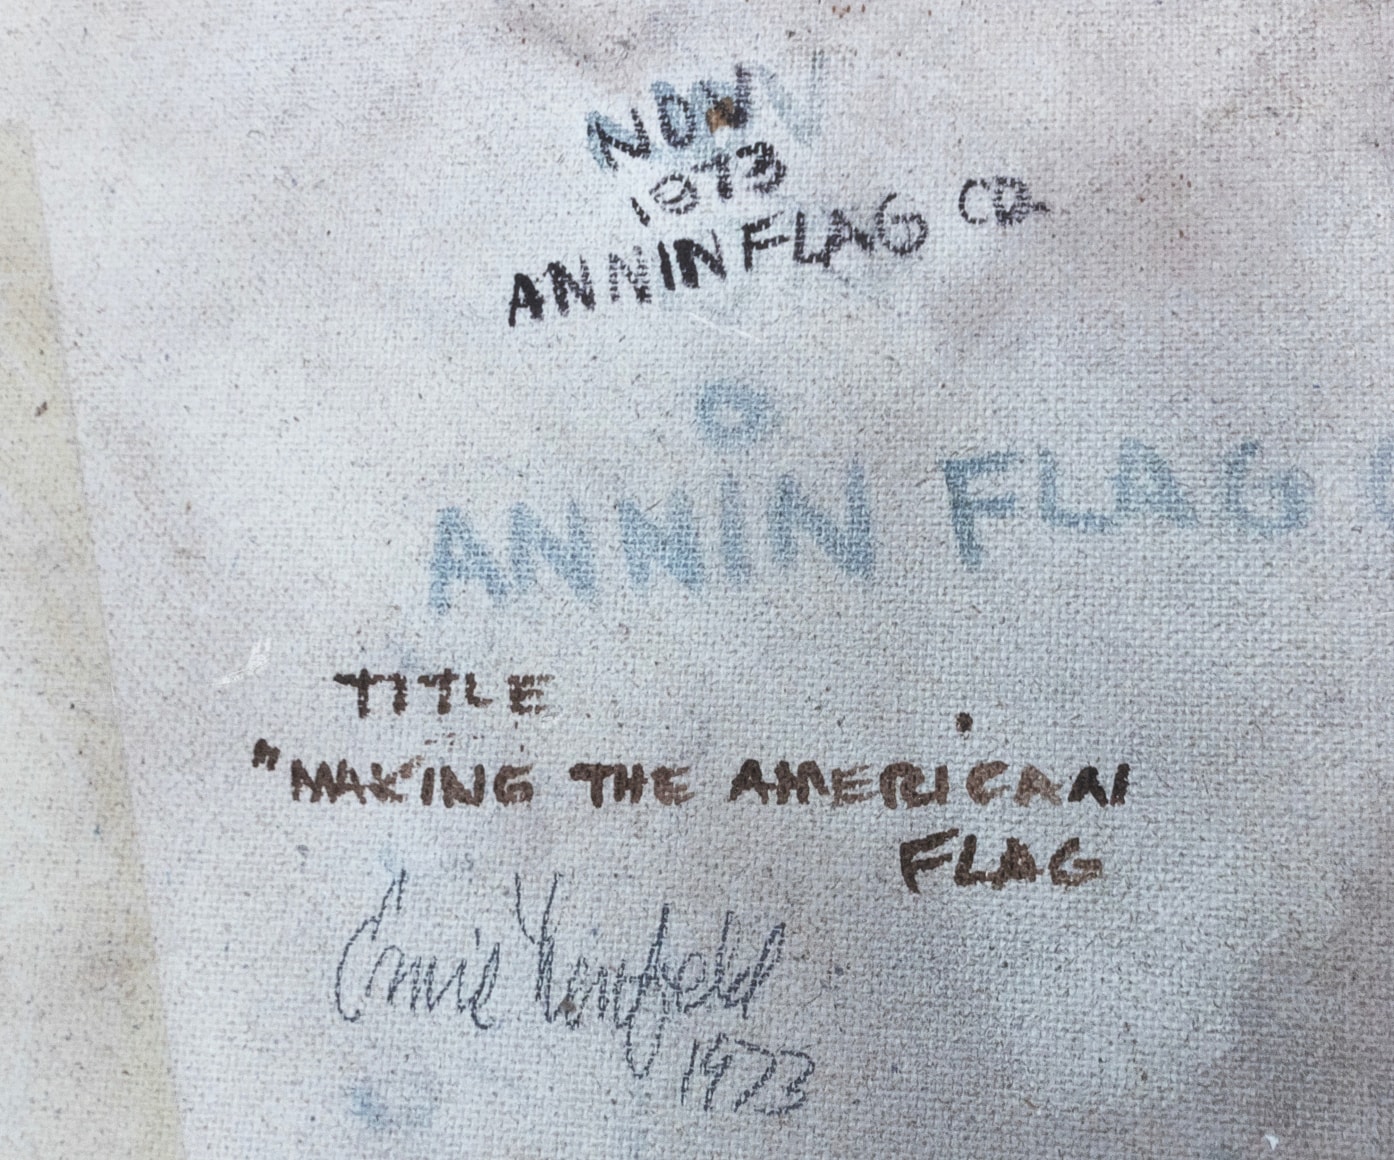 NOW
1973
ANNIN FLAG CO.
ANNIN FLAG
TITLE
"MAKING THE AMERICAN
FLAG
1973